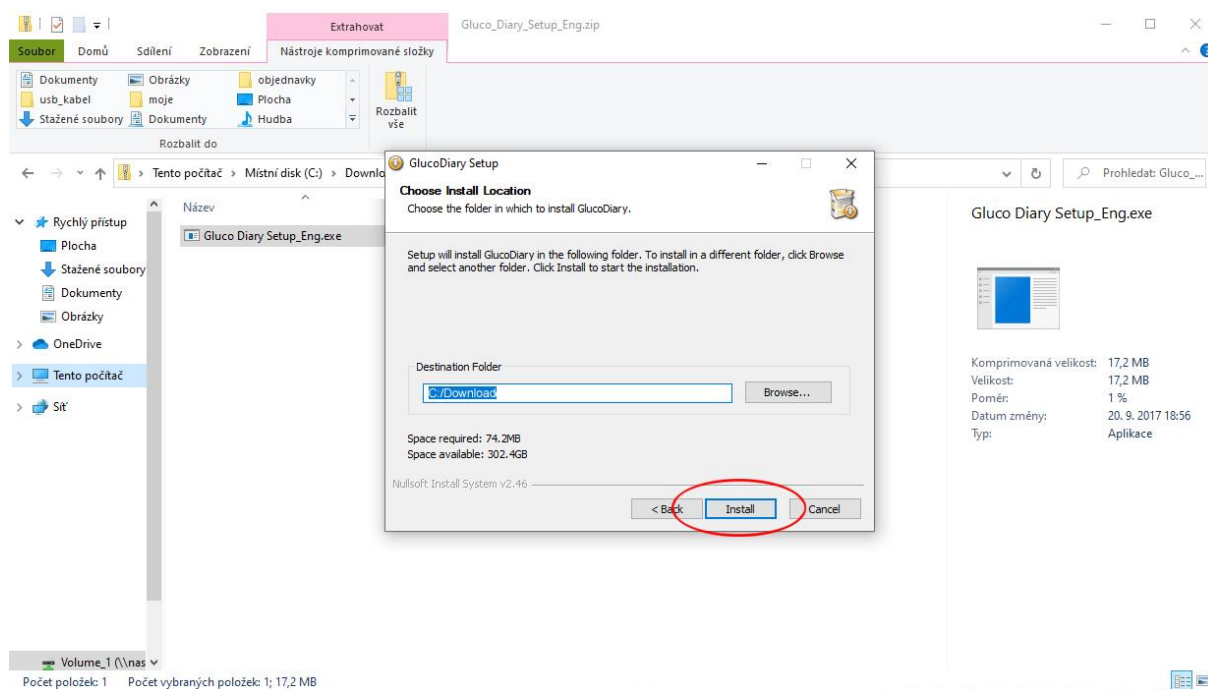 Extrahovat
Gluco_Diary_Setup_Eng.zip
Soubor Domů Sdílení Zobrazení Nástroje komprimované složky
Dokumenty Obrázky objednavky
usb_kabel moje Plocha
Stažené soubory Dokumenty Hudba
Rozbalit vše
Rozbalit do
Tento počítač › Místní disk (C:) › Downlo
Prohledat: Gluco_...
Rychlý přístup
Plocha
Stažené soubory
Dokumenty
Obrázky
OneDrive
Tento počítač
Síť
Volume_1 (\\nas
Název
Gluco Diary Setup_Eng.exe
GlucoDiary Setup
Choose Install Location
Choose the folder in which to install GlucoDiary.
Setup will install GlucoDiary in the following folder. To install in a different folder, click Browse
and select another folder. Click Install to start the installation.
Destination Folder
C:/Download
Browse...
Space required: 74.2MB
Space available: 302.4GB
Nullsoft Install System v2.46
< Back Install Cancel
Gluco Diary Setup_Eng.exe
Komprimovaná velikost: 17,2 MB
Velikost: 17,2 MB
Poměr: 1 %
Datum změny: 20. 9. 2017 18:56
Typ: Aplikace
Počet položek: 1 Počet vybraných položek: 1; 17,2 MB